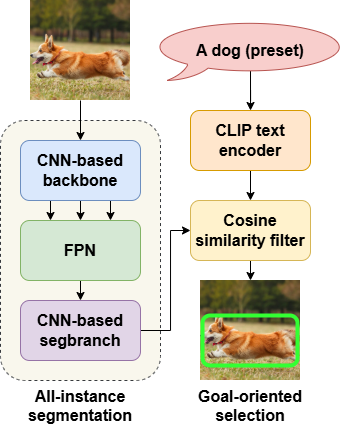 A dog (preset)
CLIP text
encoder
CNN-based
backbone
FPN
Cosine
similarity filter
CNN-based
segbranch
All-instance
segmentation
Goal-oriented
selection